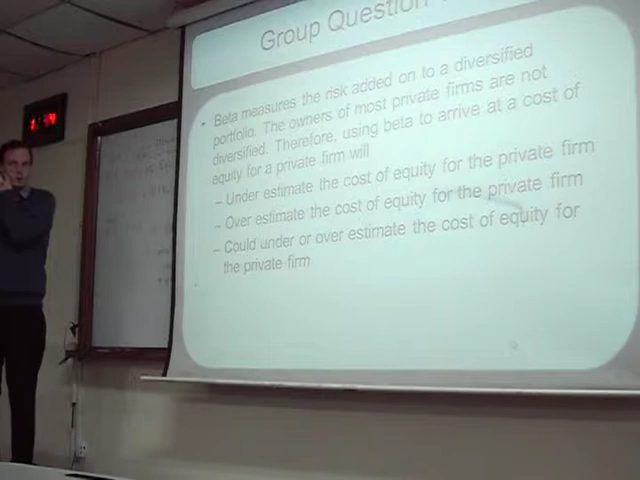 Group Question
• Beta measures the risk added on to a diversified
portfolio. The owners of most private firms are not
diversified. Therefore, using beta to arrive at a cost of
equity for a private firm will
– Under estimate the cost of equity for the private firm
– Over estimate the cost of equity for the private firm
– Could under or over estimate the cost of equity for
the private firm